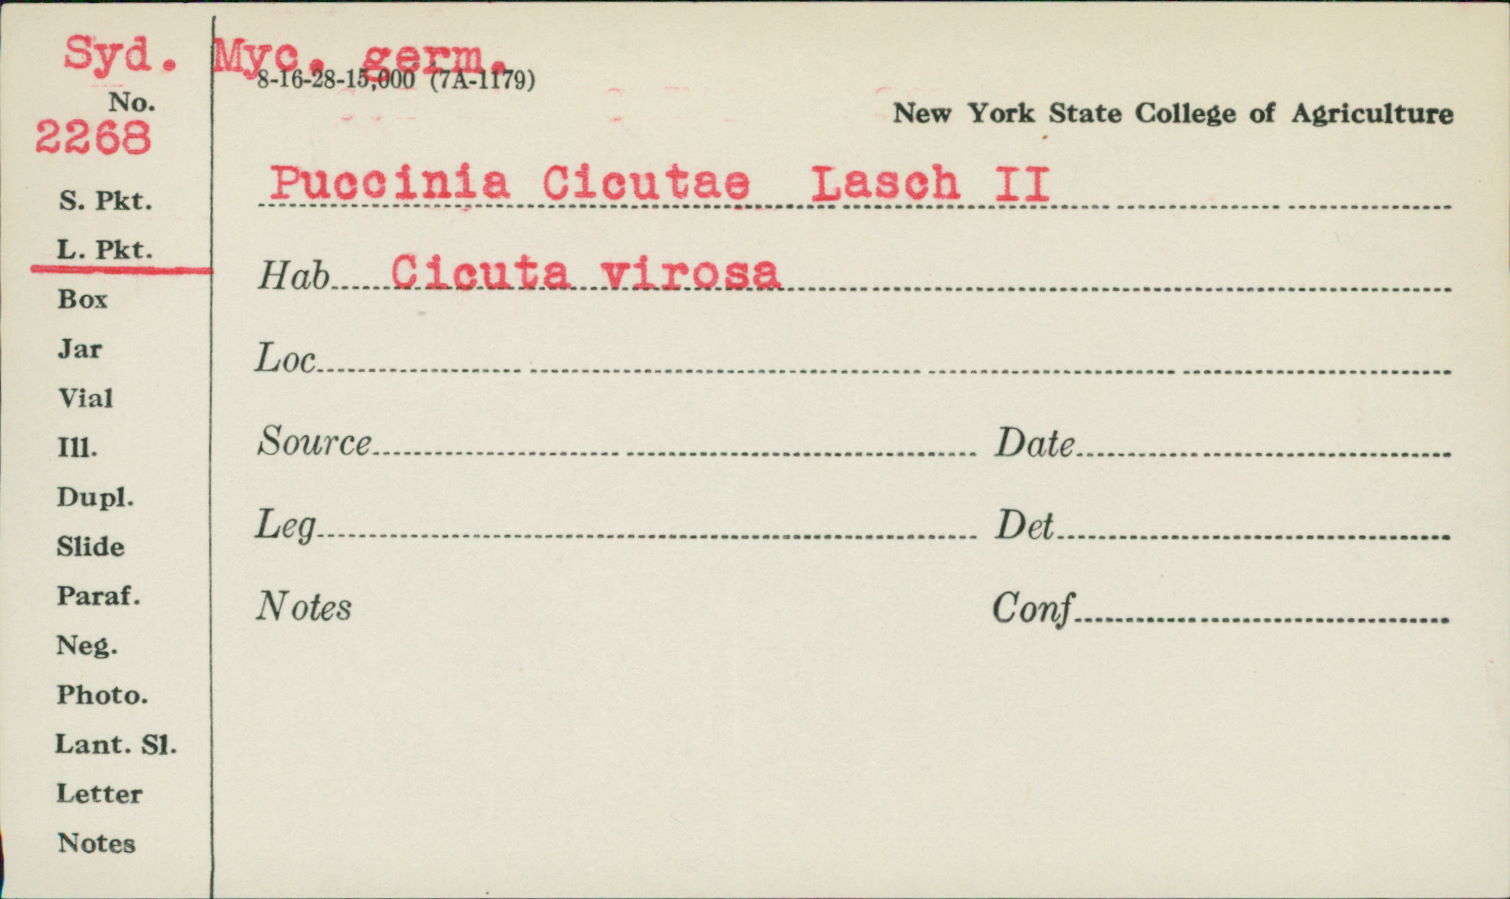 Syd. Myc. germ.
8-16-28-15,000 (7A-1179)
No.
2268
New York State College of Agriculture
Puccinia Cicutae Lasch II
S. Pkt.
L. Pkt.
Hab. Cicuta virosa
Box
Jar
Loc.
Vial
Ill.
Source Date
Dupl.
Leg Det
Slide
Paraf.
Notes Conf
Neg.
Photo.
Lant. Sl.
Letter
Notes